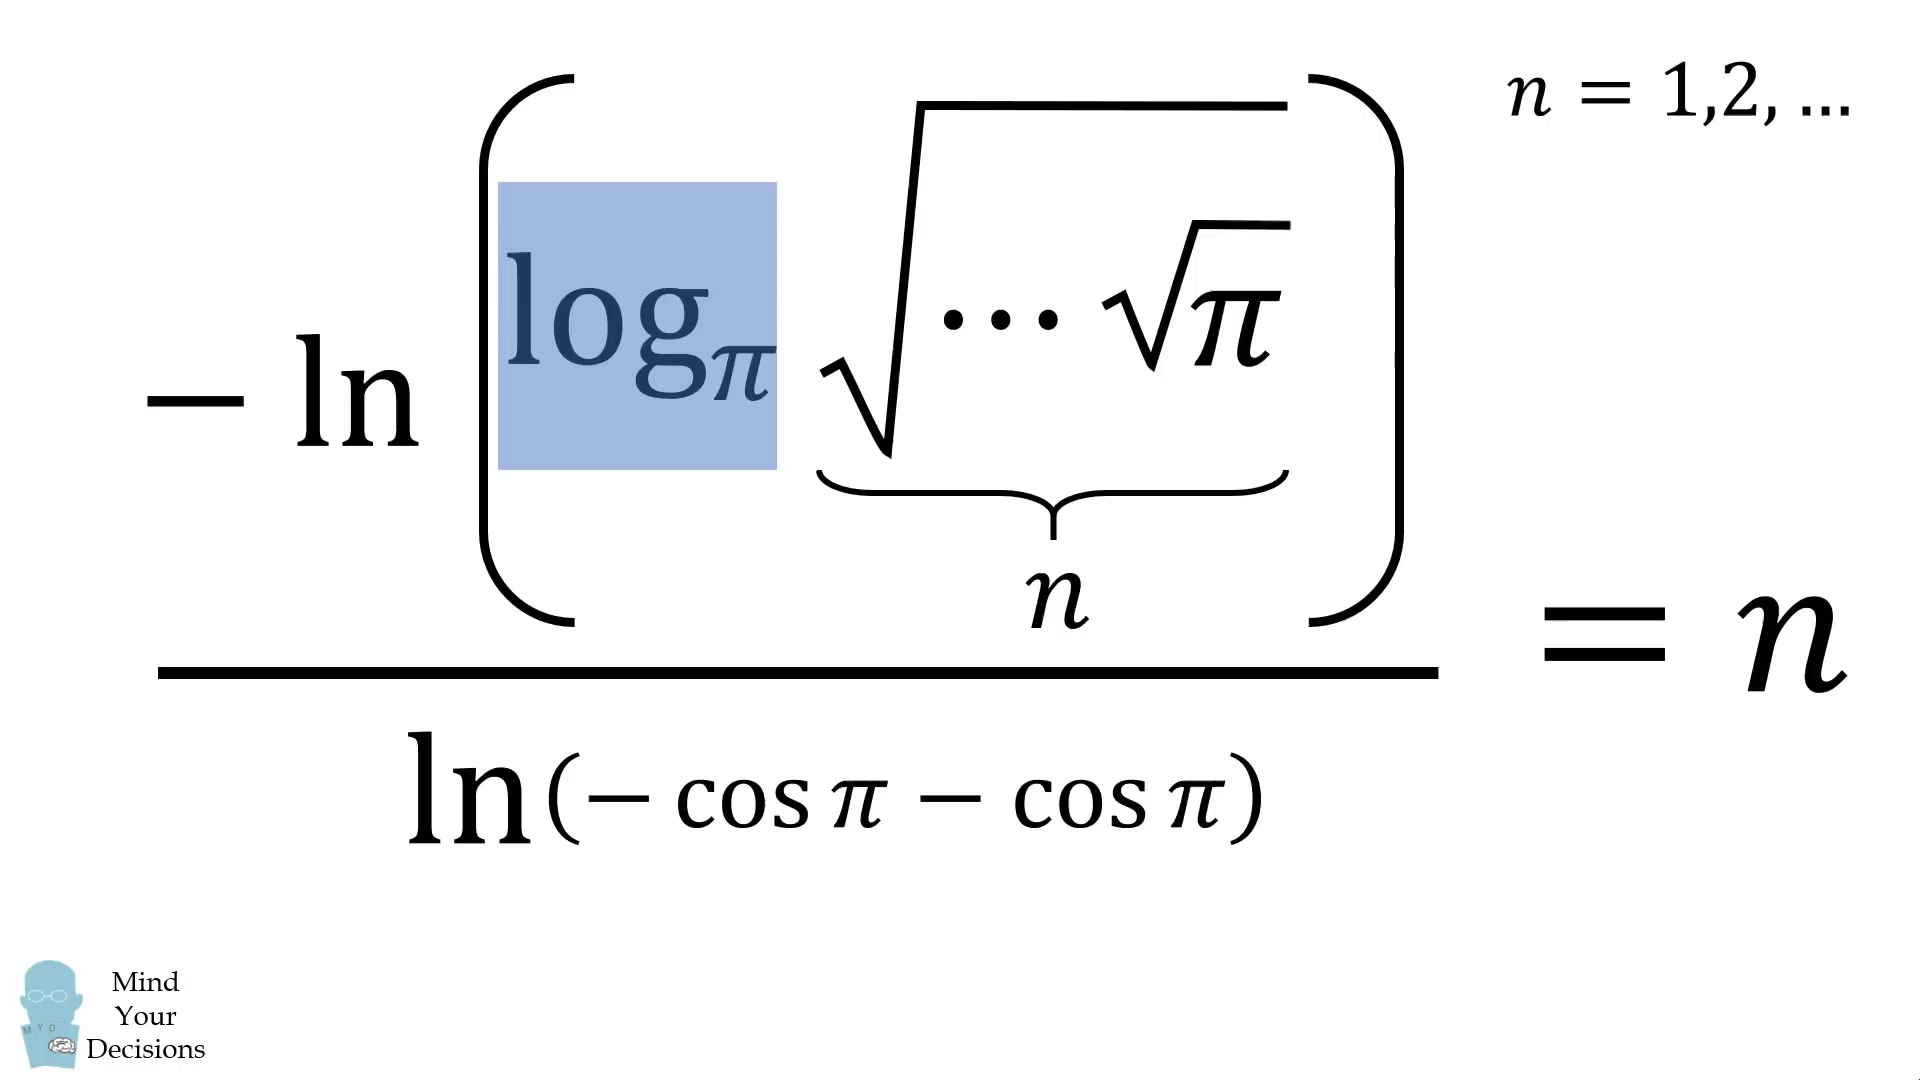 n = 1,2, ...
− ln ( log_π √ ... √π )
n
= n
ln(− cos π − cos π)
M Y D
Mind
Your
Decisions